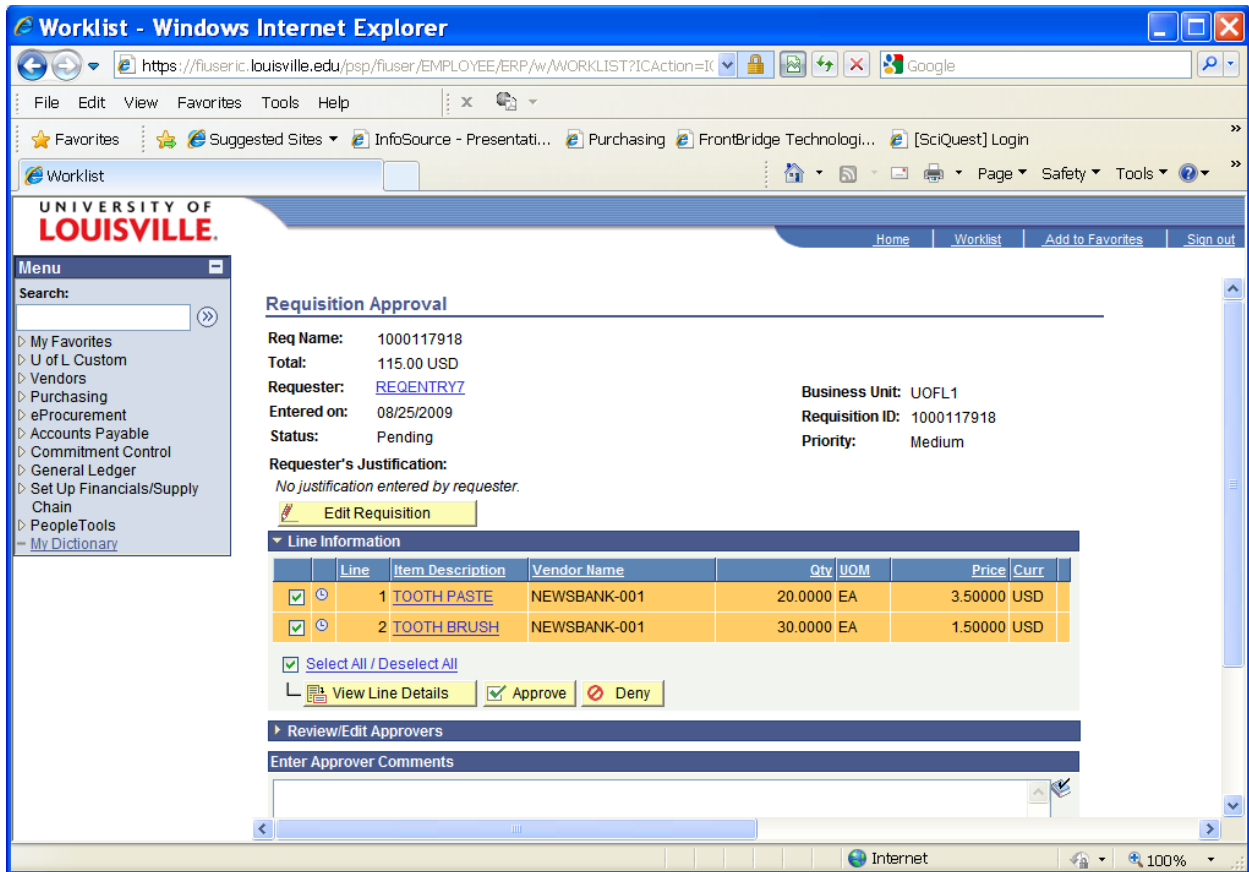 Worklist - Windows Internet Explorer
https://fiuseric.louisville.edu/psp/fiuser/EMPLOYEE/ERP/w/WORKLIST?ICAction=IC
Google
File Edit View Favorites Tools Help
Favorites Suggested Sites InfoSource - Presentati... Purchasing FrontBridge Technologi... [SciQuest] Login
Worklist
Page Safety Tools
UNIVERSITY OF
LOUISVILLE.
Home Worklist Add to Favorites Sign out
Menu
Search:
My Favorites
U of L Custom
Vendors
Purchasing
eProcurement
Accounts Payable
Commitment Control
General Ledger
Set Up Financials/Supply
Chain
PeopleTools
My Dictionary
Requisition Approval
Req Name: 1000117918
Total: 115.00 USD
Requester: REQENTRY7
Entered on: 08/25/2009
Status: Pending
Business Unit: UOFL1
Requisition ID: 1000117918
Priority: Medium
Requester's Justification:
No justification entered by requester.
Edit Requisition
Line Information
Line Item Description Vendor Name Qty UOM Price Curr
1 TOOTH PASTE NEWSBANK-001 20.0000 EA 3.50000 USD
2 TOOTH BRUSH NEWSBANK-001 30.0000 EA 1.50000 USD
Select All / Deselect All
View Line Details Approve Deny
Review/Edit Approvers
Enter Approver Comments
Internet 100%